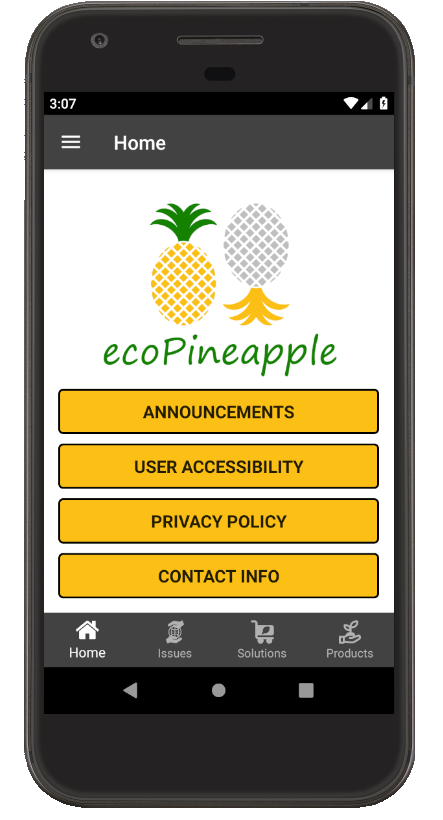 3:07
Home
ecoPineapple
ANNOUNCEMENTS
USER ACCESSIBILITY
PRIVACY POLICY
CONTACT INFO
Home Issues Solutions Products